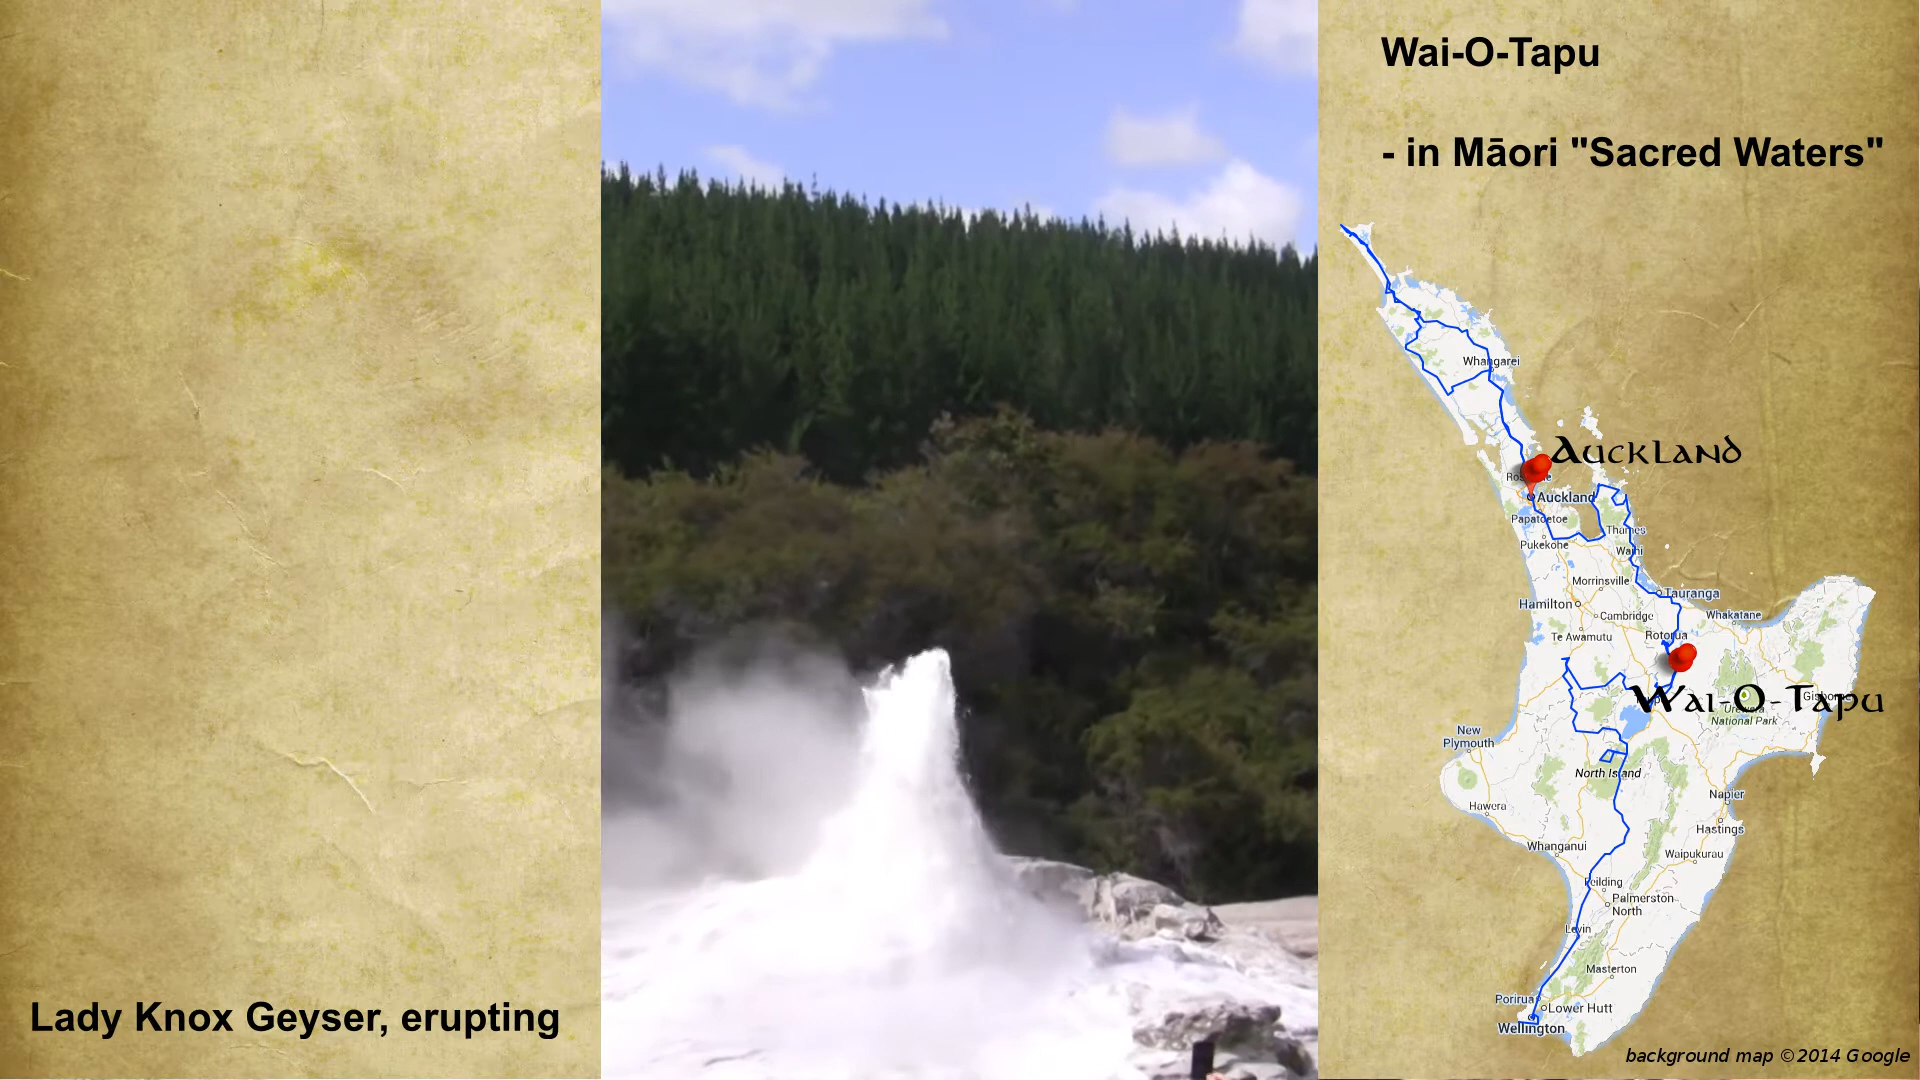 Wai-O-Tapu
- in Māori "Sacred Waters"
Whangarei
Auckland
Auckland
Papatoetoe
Thames
Pukekohe
Waihi
Morrinsville
Tauranga
Hamilton
Cambridge
Whakatane
Te Awamutu
Rotorua
Wai-O-Tapu
Gisborne
Urewera
National Park
New
Plymouth
North Island
Napier
Hawera
Hastings
Whanganui
Waipukurau
Feilding
Palmerston
North
Levin
Masterton
Porirua
Lower Hutt
Wellington
Lady Knox Geyser, erupting
background map ©2014 Google